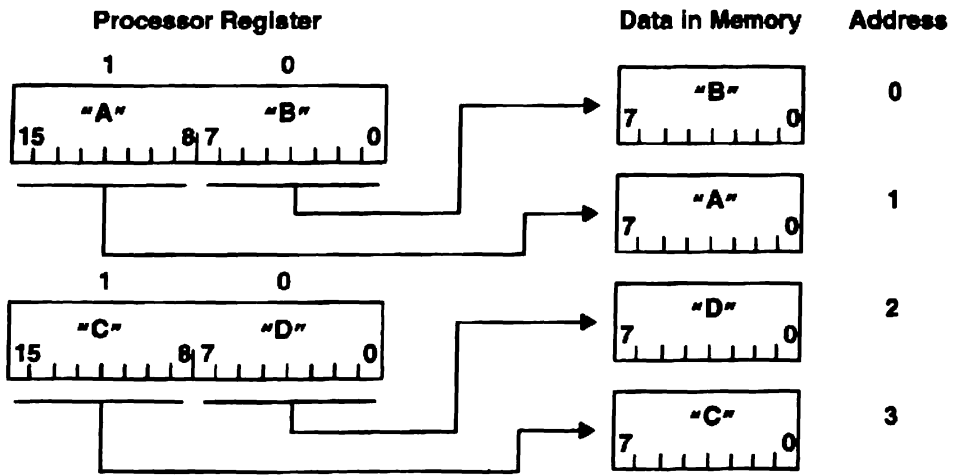 Processor Register Data in Memory Address
1 0
"A" "B"
15 8 7 0
"B"
7 0
0
"A"
7 0
1
1 0
"C" "D"
15 8 7 0
"D"
7 0
2
"C"
7 0
3